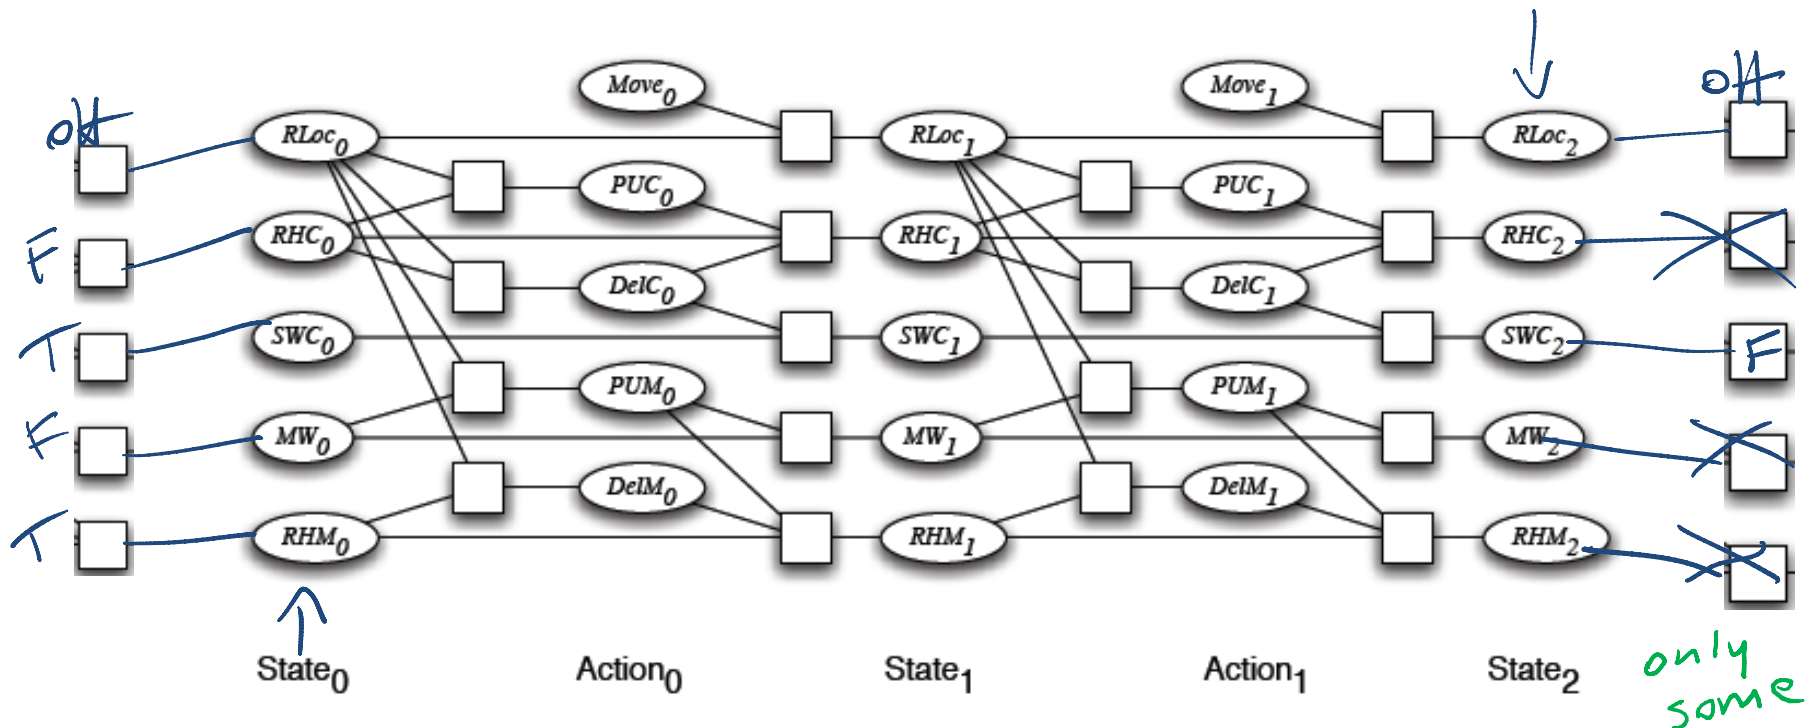 off
off
Move0
Move1
RLoc0
RLoc1
RLoc2
PUC0
PUC1
F
RHC0
RHC1
RHC2
DelC0
DelC1
T
SWC0
SWC1
SWC2
F
PUM0
PUM1
F
MW0
MW1
MW2
DelM0
DelM1
T
RHM0
RHM1
RHM2
State0
Action0
State1
Action1
State2
only
some